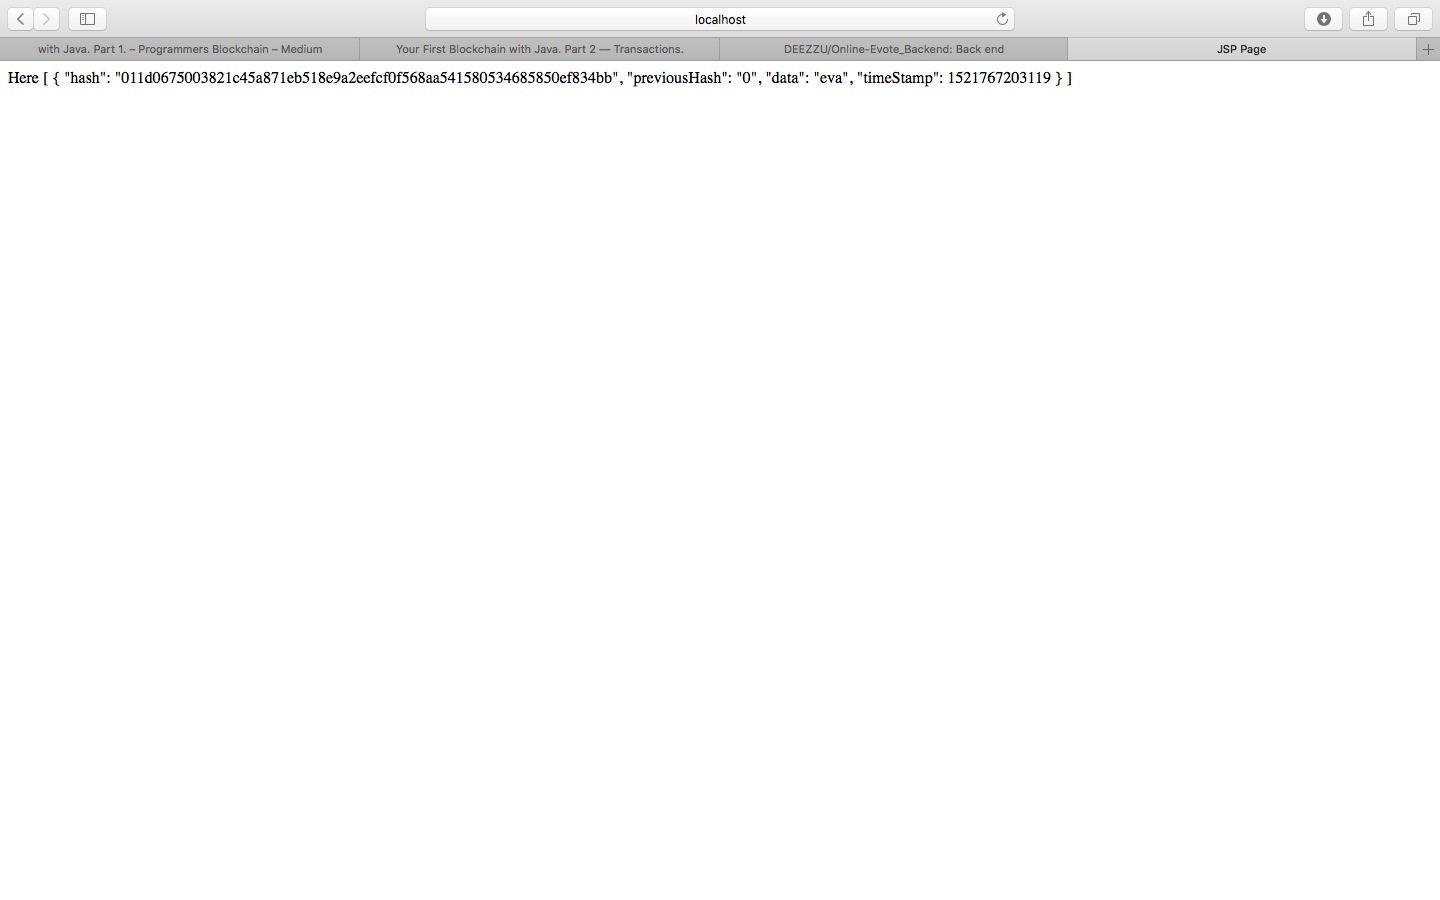 localhost
with Java. Part 1. – Programmers Blockchain – Medium
Your First Blockchain with Java. Part 2 — Transactions.
DEEZZU/Online-Evote_Backend: Back end
JSP Page
Here [ { "hash": "011d0675003821c45a871eb518e9a2eefcf0f568aa541580534685850ef834bb", "previousHash": "0", "data": "eva", "timeStamp": 1521767203119 } ]